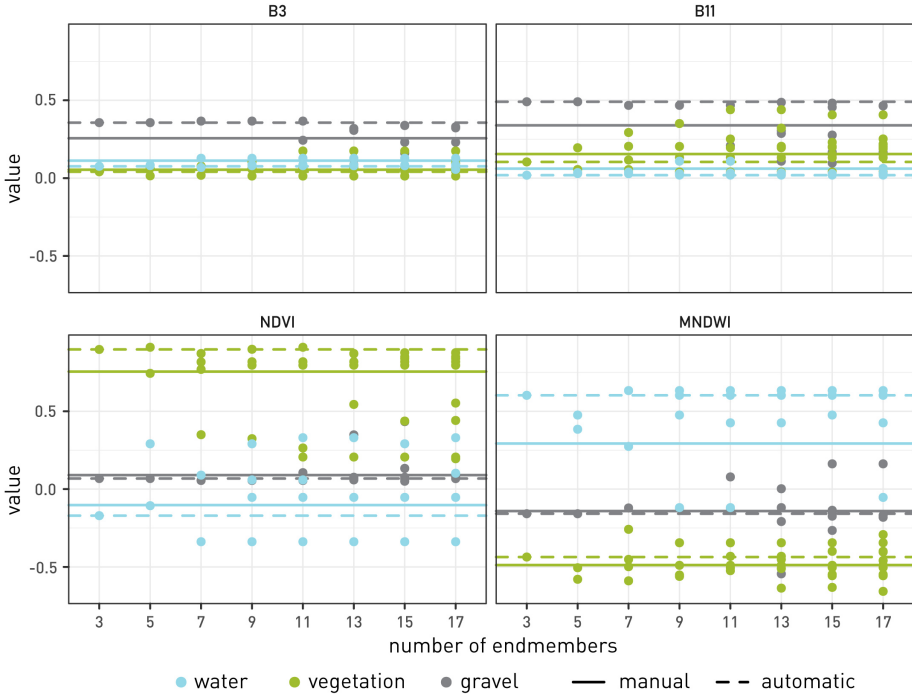 B3 B11
0.5
0.0
-0.5
value
NDVI MNDWI
0.5
0.0
-0.5
value
3 5 7 9 11 13 15 17 3 5 7 9 11 13 15 17
number of endmembers
water vegetation gravel manual automatic